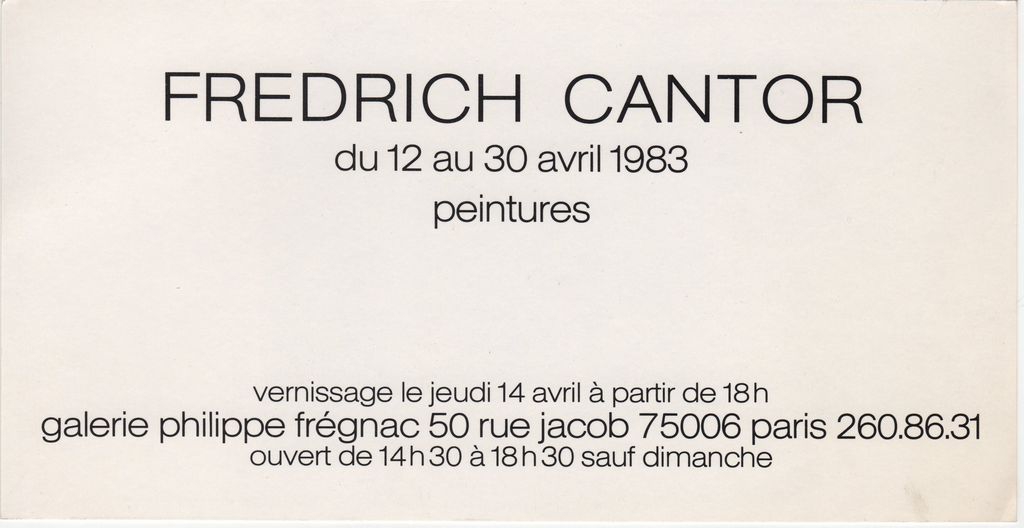 FREDRICH CANTOR
du 12 au 30 avril 1983
peintures
vernissage le jeudi 14 avril à partir de 18h
galerie philippe frégnac 50 rue jacob 75006 paris 260.86.31
ouvert de 14h30 à 18h30 sauf dimanche